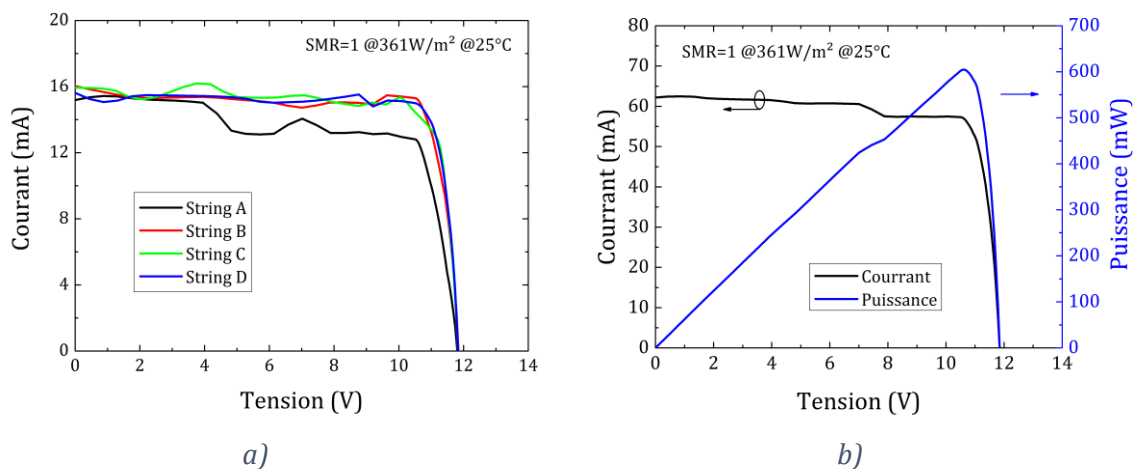 SMR=1 @361W/m² @25°C
20
16
12
8
4
0
Courant (mA)
String A
String B
String C
String D
0 2 4 6 8 10 12 14
Tension (V)
a)
SMR=1 @361W/m² @25°C
80
70
60
50
40
30
20
10
0
Courrant (mA)
Courrant
Puissance
700
600
500
400
300
200
100
0
Puissance (mW)
0 2 4 6 8 10 12 14
Tension (V)
b)